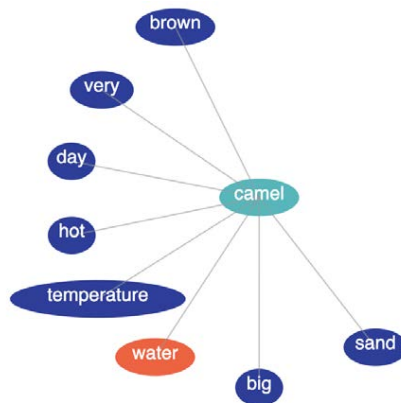 brown
very
day
camel
hot
temperature
water
sand
big